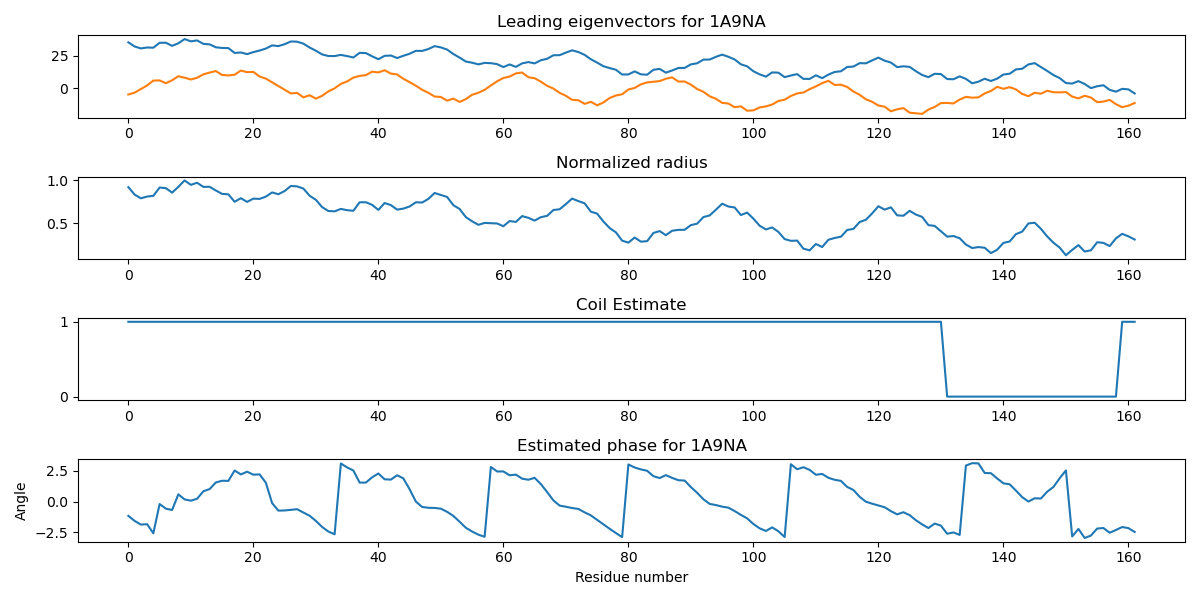 Leading eigenvectors for 1A9NA
25
0
0 20 40 60 80 100 120 140 160
Normalized radius
1.0
0.5
0 20 40 60 80 100 120 140 160
Coil Estimate
1
0
0 20 40 60 80 100 120 140 160
Estimated phase for 1A9NA
Angle
2.5
0.0
−2.5
0 20 40 60 80 100 120 140 160
Residue number